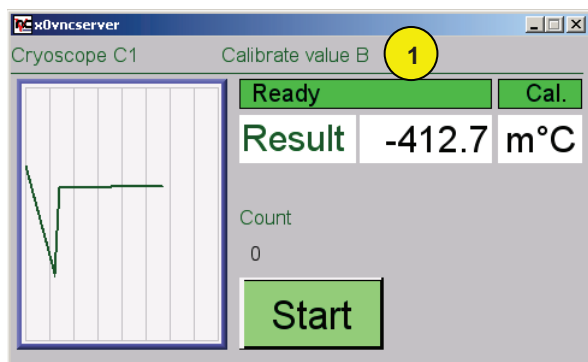 x0vncserver
Cryoscope C1 Calibrate value B 1
Ready Cal.
Result -412.7 m°C
Count
0
Start